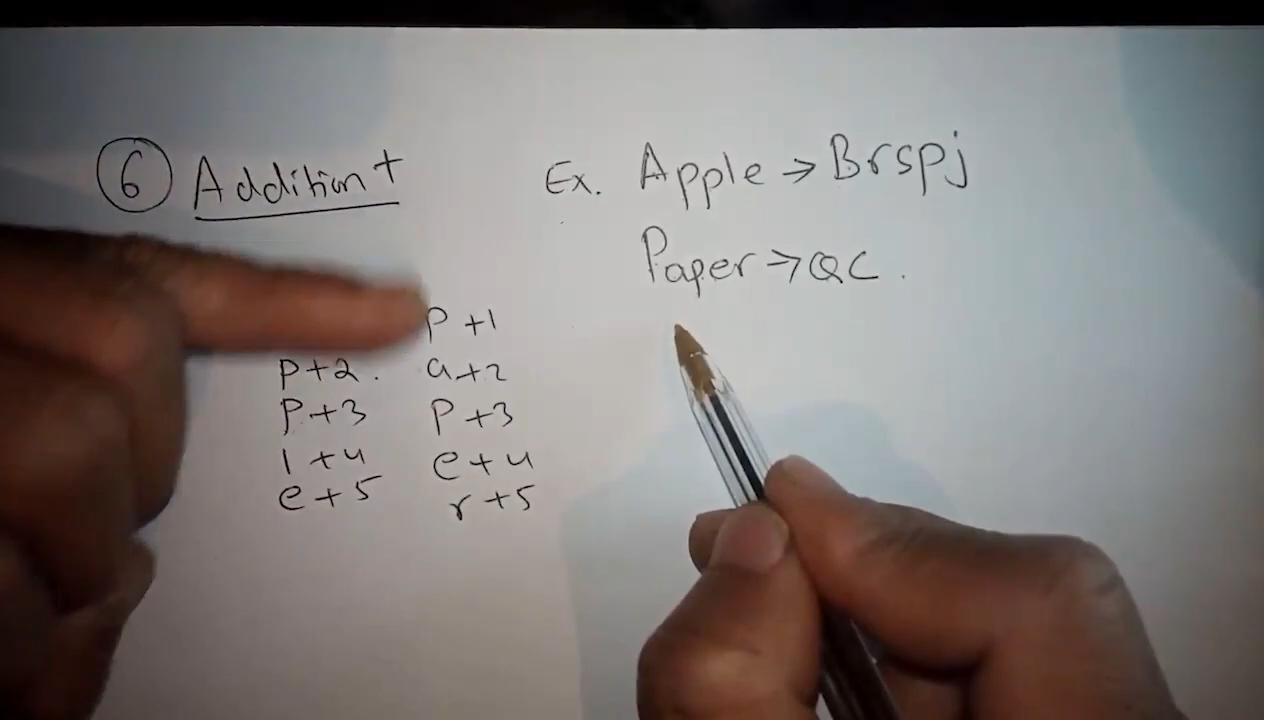 6 Addition +
Ex. Apple → Brspj
Paper → QC.
p + 1
p + 2. a + 2
p + 3 p + 3
l + 4 e + 4
e + 5 r + 5